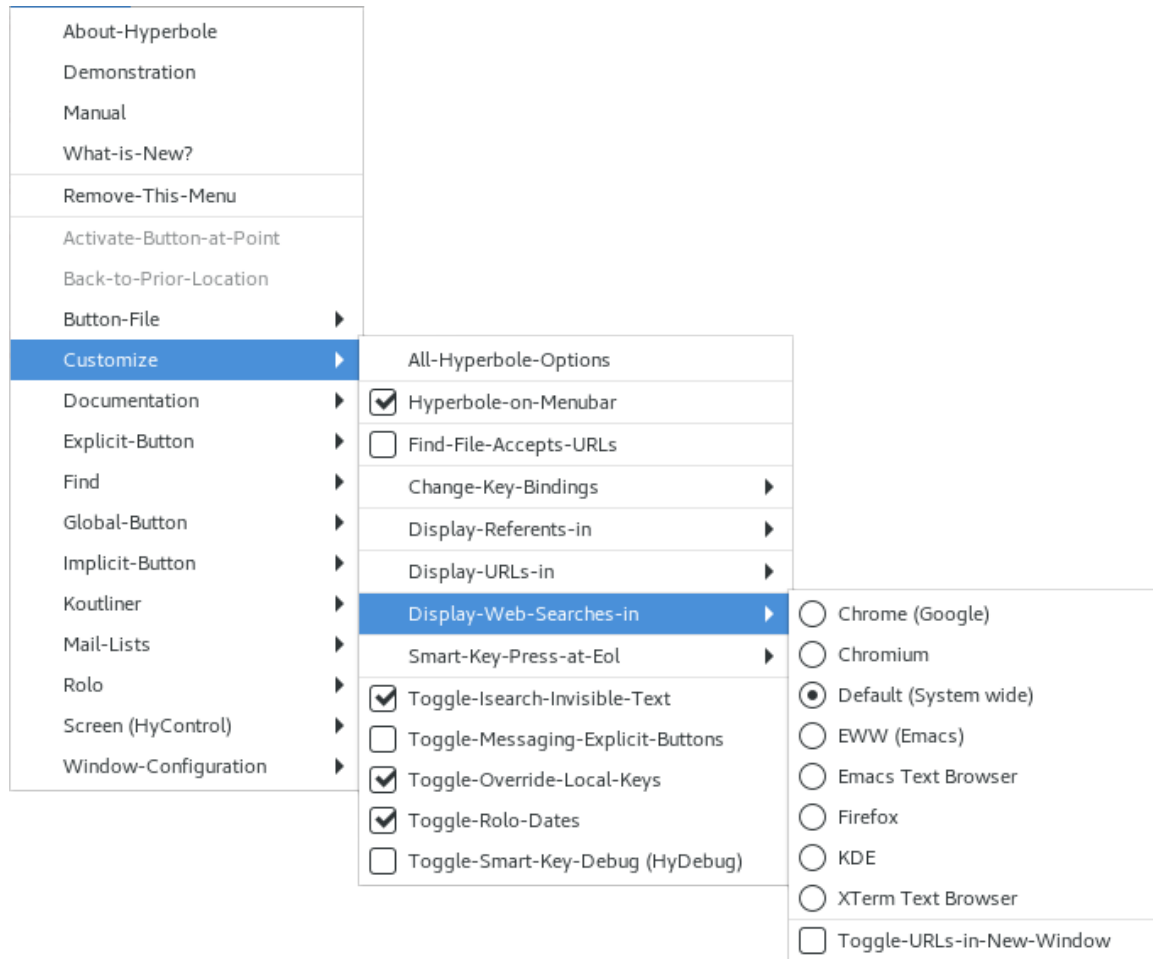 About-Hyperbole
Demonstration
Manual
What-is-New?
Remove-This-Menu
Activate-Button-at-Point
Back-to-Prior-Location
Button-File
Customize
Documentation
Explicit-Button
Find
Global-Button
Implicit-Button
Koutliner
Mail-Lists
Rolo
Screen (HyControl)
Window-Configuration
All-Hyperbole-Options
Hyperbole-on-Menubar
Find-File-Accepts-URLs
Change-Key-Bindings
Display-Referents-in
Display-URLs-in
Display-Web-Searches-in
Smart-Key-Press-at-Eol
Toggle-Isearch-Invisible-Text
Toggle-Messaging-Explicit-Buttons
Toggle-Override-Local-Keys
Toggle-Rolo-Dates
Toggle-Smart-Key-Debug (HyDebug)
Chrome (Google)
Chromium
Default (System wide)
EWW (Emacs)
Emacs Text Browser
Firefox
KDE
XTerm Text Browser
Toggle-URLs-in-New-Window